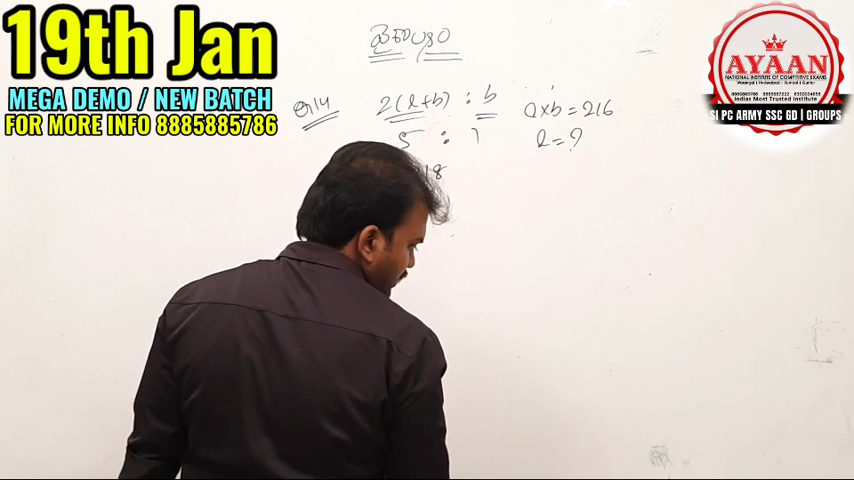 19th Jan
MEGA DEMO / NEW BATCH
FOR MORE INFO 8885885786
AYAAN
NATIONAL INSTITUTE OF COMPETITIVE EXAMS
Indias Most Trusted Institute
SI PC ARMY SSC GD | GROUPS
2(l+b) : b l×b = 216
5 : 1 l = ?
18